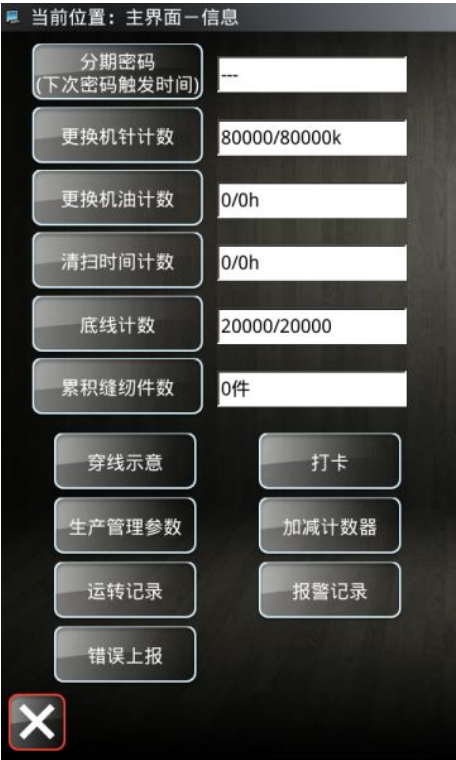 当前位置：主界面－信息
分期密码
(下次密码触发时间)
---
更换机针计数
80000/80000k
更换机油计数
0/0h
清扫时间计数
0/0h
底线计数
20000/20000
累积缝纫件数
0件
穿线示意
打卡
生产管理参数
加减计数器
运转记录
报警记录
错误上报